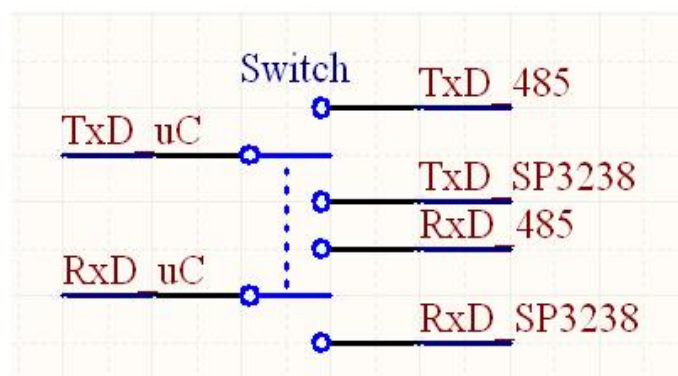 Switch
TxD_485
TxD_uC
TxD_SP3238
RxD_485
RxD_uC
RxD_SP3238